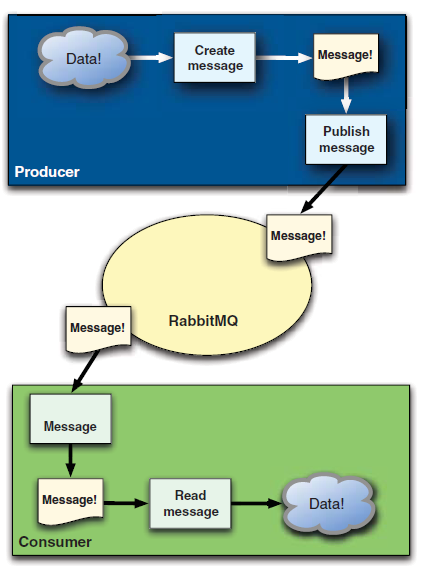 Data!
Create
message
Message!
Publish
message
Producer
Message!
RabbitMQ
Message!
Message
Message!
Read
message
Data!
Consumer